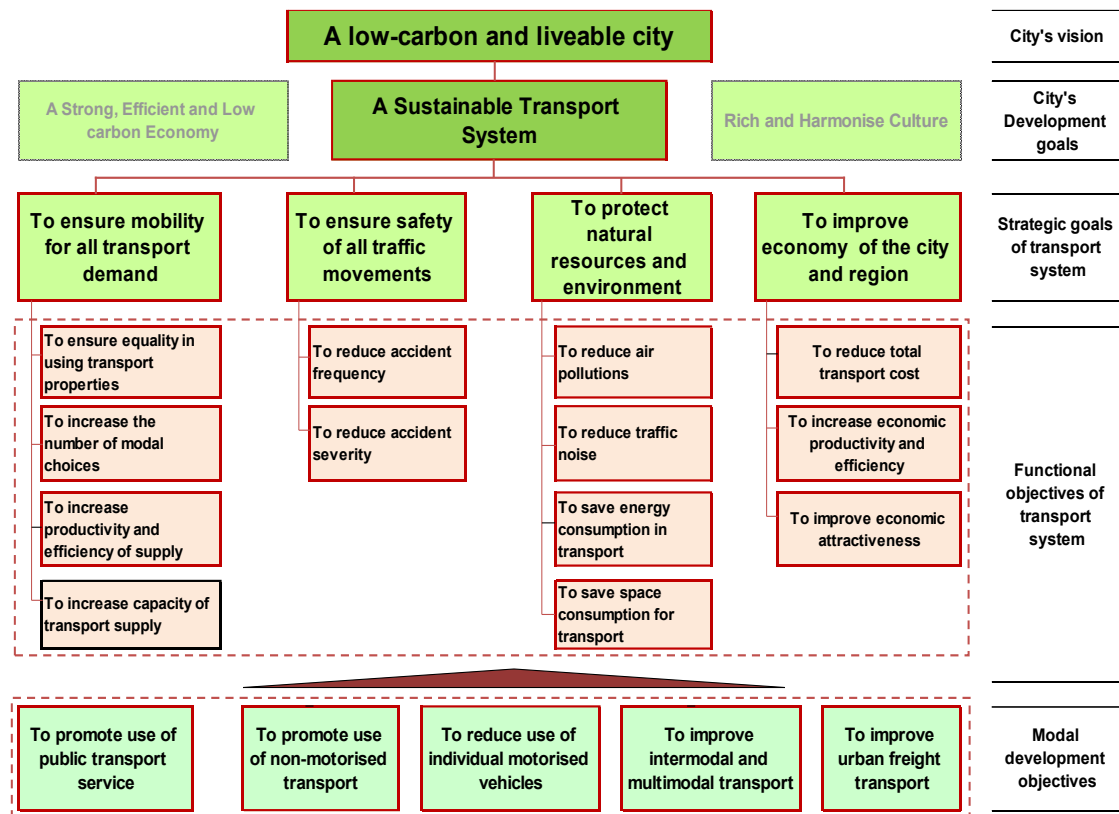 A low-carbon and liveable city
City's vision
A Strong, Efficient and Low
carbon Economy
A Sustainable Transport
System
Rich and Harmonise Culture
City's
Development
goals
To ensure mobility
for all transport
demand
To ensure safety
of all traffic
movements
To protect
natural
resources and
environment
To improve
economy of the city
and region
Strategic goals
of transport
system
To ensure equality in
using transport
properties
To increase the
number of modal
choices
To increase
productivity and
efficiency of supply
To increase capacity of
transport supply
To reduce accident
frequency
To reduce accident
severity
To reduce air
pollutions
To reduce traffic
noise
To save energy
consumption in
transport
To save space
consumption for
transport
To reduce total
transport cost
To increase economic
productivity and
efficiency
To improve economic
attractiveness
Functional
objectives of
transport
system
To promote use of
public transport
service
To promote use
of non-motorised
transport
To reduce use of
individual motorised
vehicles
To improve
intermodal and
multimodal transport
To improve
urban freight
transport
Modal
development
objectives